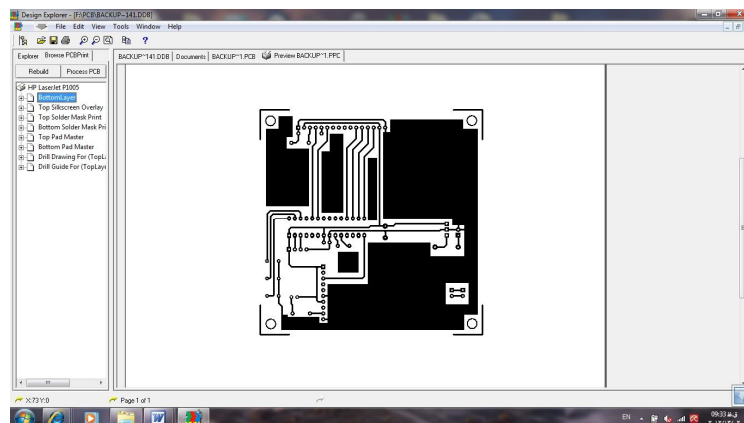 Design Explorer - [F:\PCB\BACKUP~141.DDB]
File Edit View Tools Window Help
Explorer Browse PCBPrint
BACKUP~141.DDB Documents BACKUP~1.PCB Preview BACKUP~1.PPC
Rebuild Process PCB
HP LaserJet P1005
BottomLayer
Top Silkscreen Overlay
Top Solder Mask Print
Bottom Solder Mask Pri
Top Pad Master
Bottom Pad Master
Drill Drawing For (TopLa
Drill Guide For (TopLaye
X:73 Y:0 Page 1 of 1
EN 09:33 ق.ظ